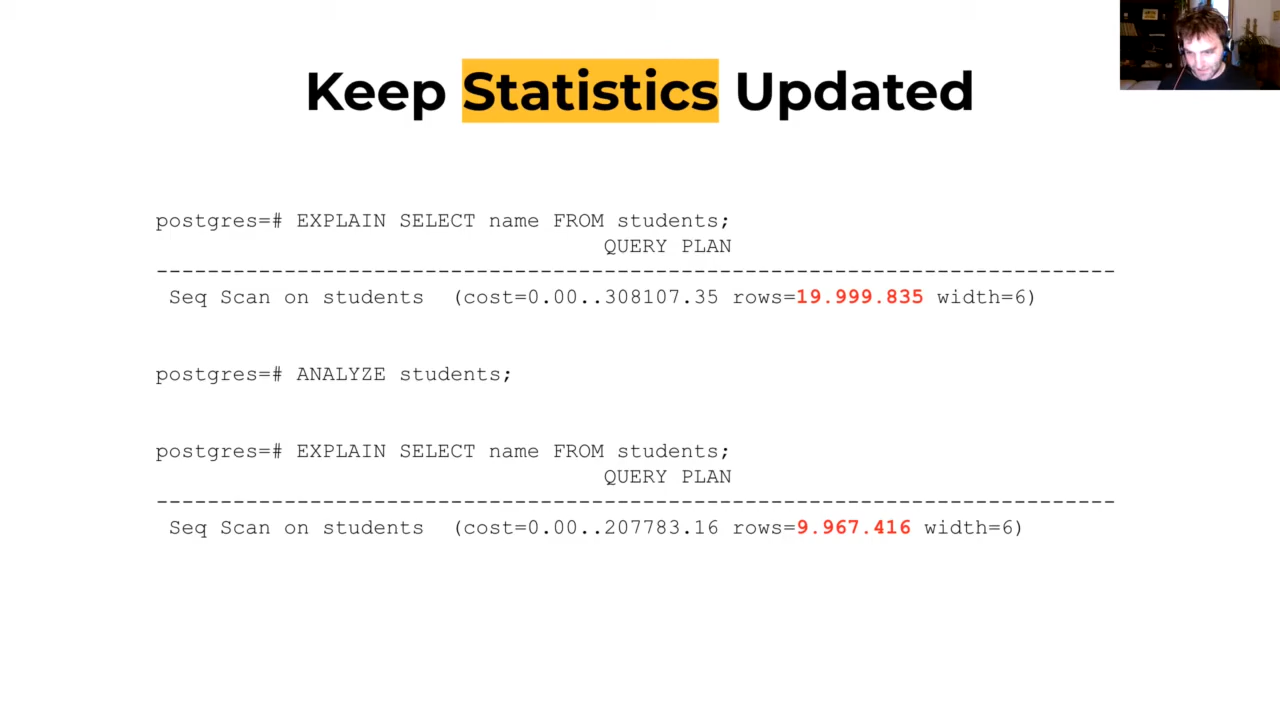 Keep Statistics Updated
postgres=# EXPLAIN SELECT name FROM students;
QUERY PLAN
---------------------------------------------------------------------------
Seq Scan on students  (cost=0.00..308107.35 rows=19.999.835 width=6)
postgres=# ANALYZE students;
postgres=# EXPLAIN SELECT name FROM students;
QUERY PLAN
---------------------------------------------------------------------------
Seq Scan on students  (cost=0.00..207783.16 rows=9.967.416 width=6)